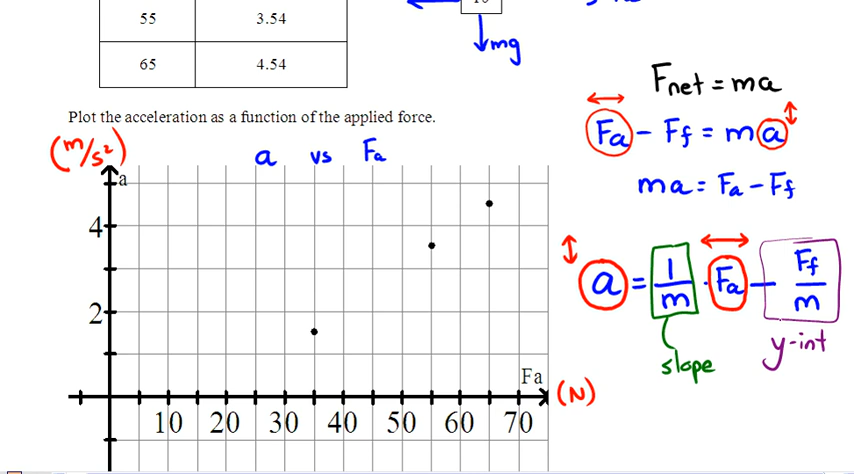 55 3.54
mg
65 4.54
Fnet = ma
Plot the acceleration as a function of the applied force.
Fa - Ff = ma
(m/s²)
a vs Fa
a
ma = Fa - Ff
4
a = 1/m · Fa - Ff/m
2
y-int
slope
Fa
(N)
10 20 30 40 50 60 70